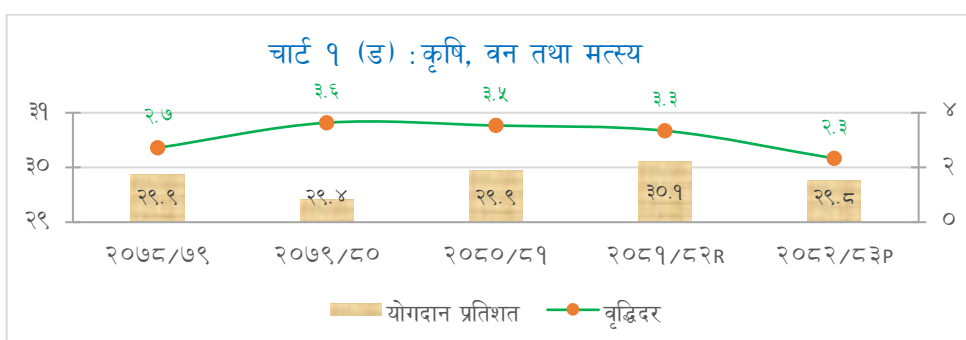 चार्ट १ (ड) : कृषि, वन तथा मत्स्य
२.७ ३.६ ३.५ ३.३ २.३
३१ ४
३० २
२९.९ २९.४ २९.९ ३०.१ २९.८
२९ ०
२०७८/७९ २०७९/८० २०८०/८१ २०८१/८२R २०८२/८३P
योगदान प्रतिशत वृद्धिदर